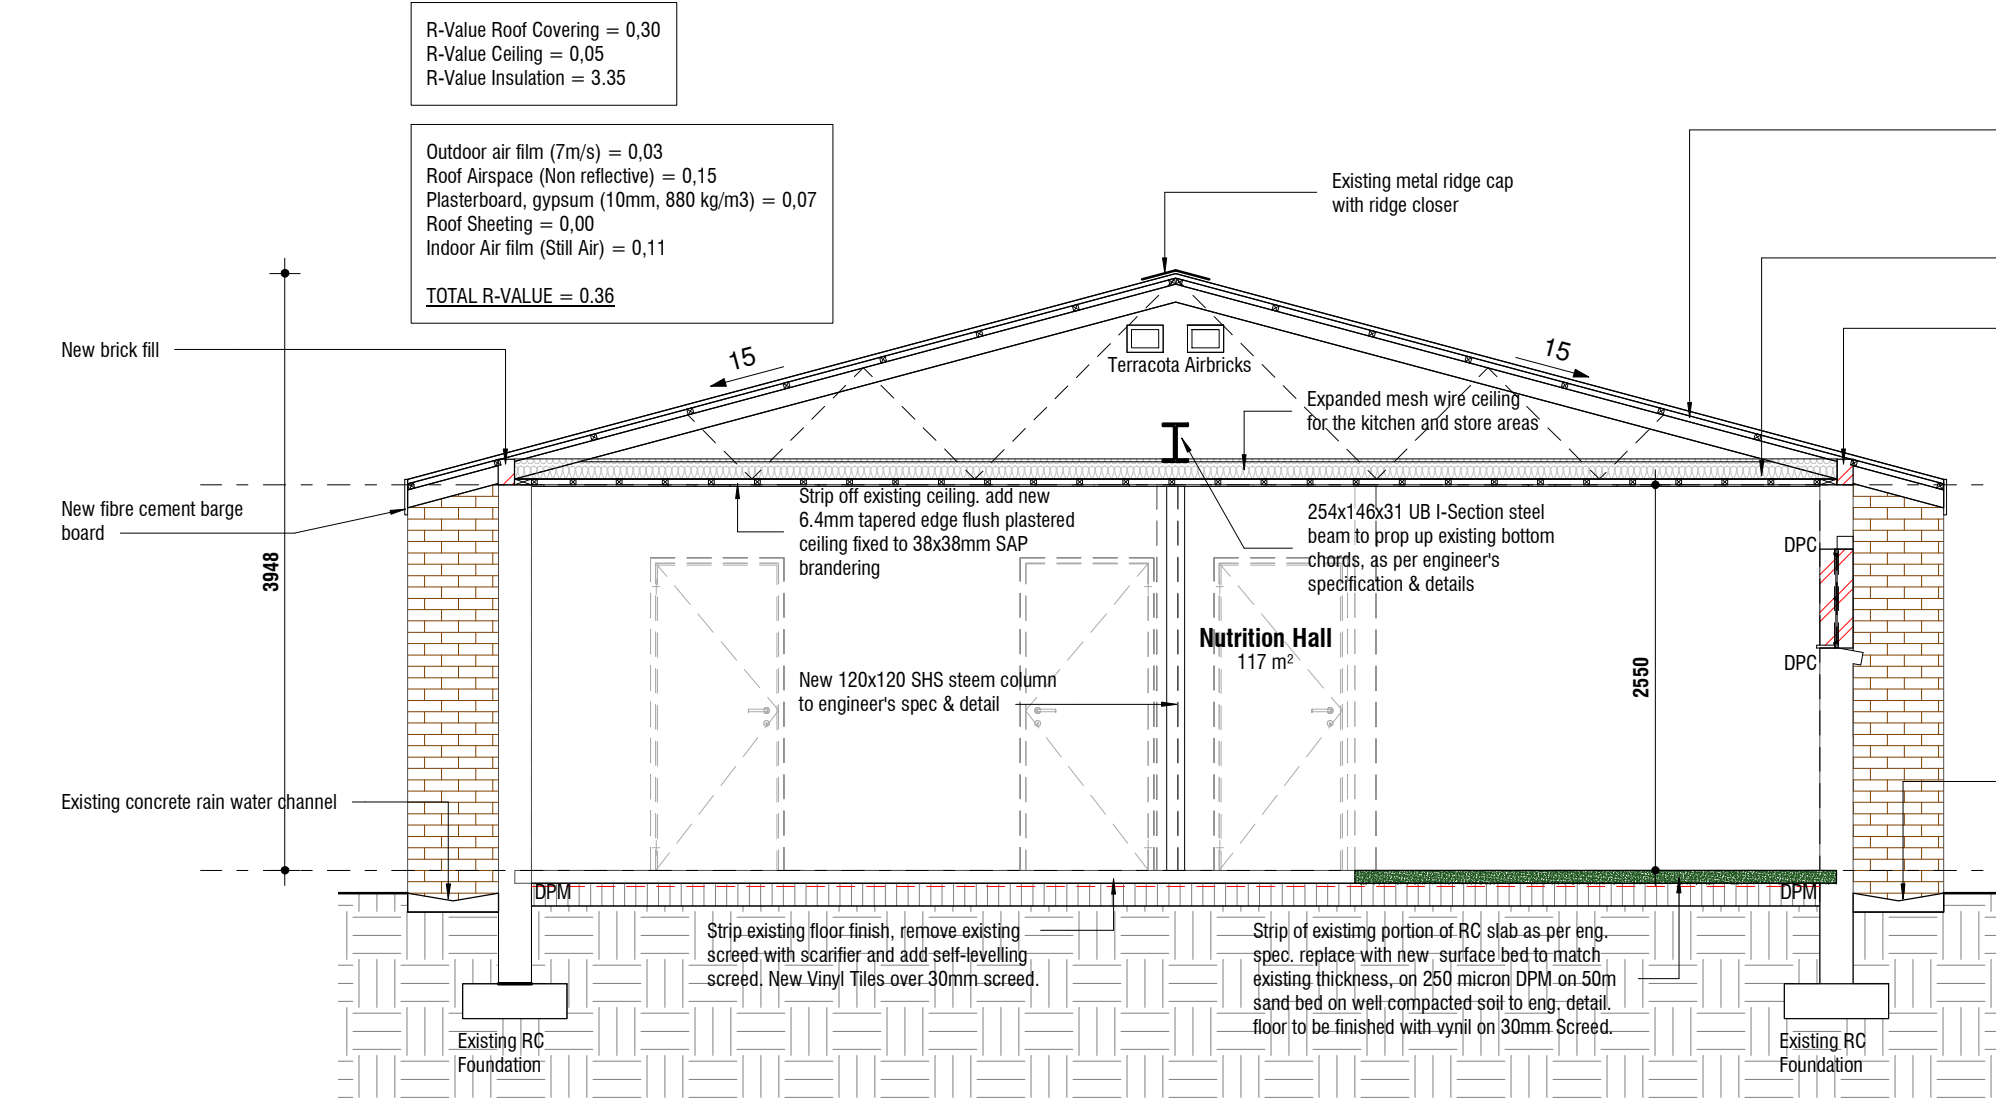 R-Value Roof Covering = 0,30
R-Value Ceiling = 0,05
R-Value Insulation = 3.35
Outdoor air film (7m/s) = 0,03
Roof Airspace (Non reflective) = 0,15
Plasterboard, gypsum (10mm, 880 kg/m3) = 0,07
Roof Sheeting = 0,00
Indoor Air film (Still Air) = 0,11
TOTAL R-VALUE = 0.36
Existing metal ridge cap
with ridge closer
New brick fill
15
15
Terracota Airbricks
Expanded mesh wire ceiling
for the kitchen and store areas
New fibre cement barge
board
3948
Strip off existing ceiling. add new
6.4mm tapered edge flush plastered
ceiling fixed to 38x38mm SAP
brandering
254x146x31 UB I-Section steel
beam to prop up existing bottom
chords, as per engineer's
specification & details
DPC
DPC
Nutrition Hall
117 m²
2550
New 120x120 SHS steem column
to engineer's spec & detail
Existing concrete rain water channel
DPM
DPM
Strip existing floor finish, remove existing
screed with scarifier and add self-levelling
screed. New Vinyl Tiles over 30mm screed.
Strip of existimg portion of RC slab as per eng.
spec. replace with new surface bed to match
existing thickness, on 250 micron DPM on 50m
sand bed on well compacted soil to eng. detail.
floor to be finished with vynil on 30mm Screed.
Existing RC
Foundation
Existing RC
Foundation